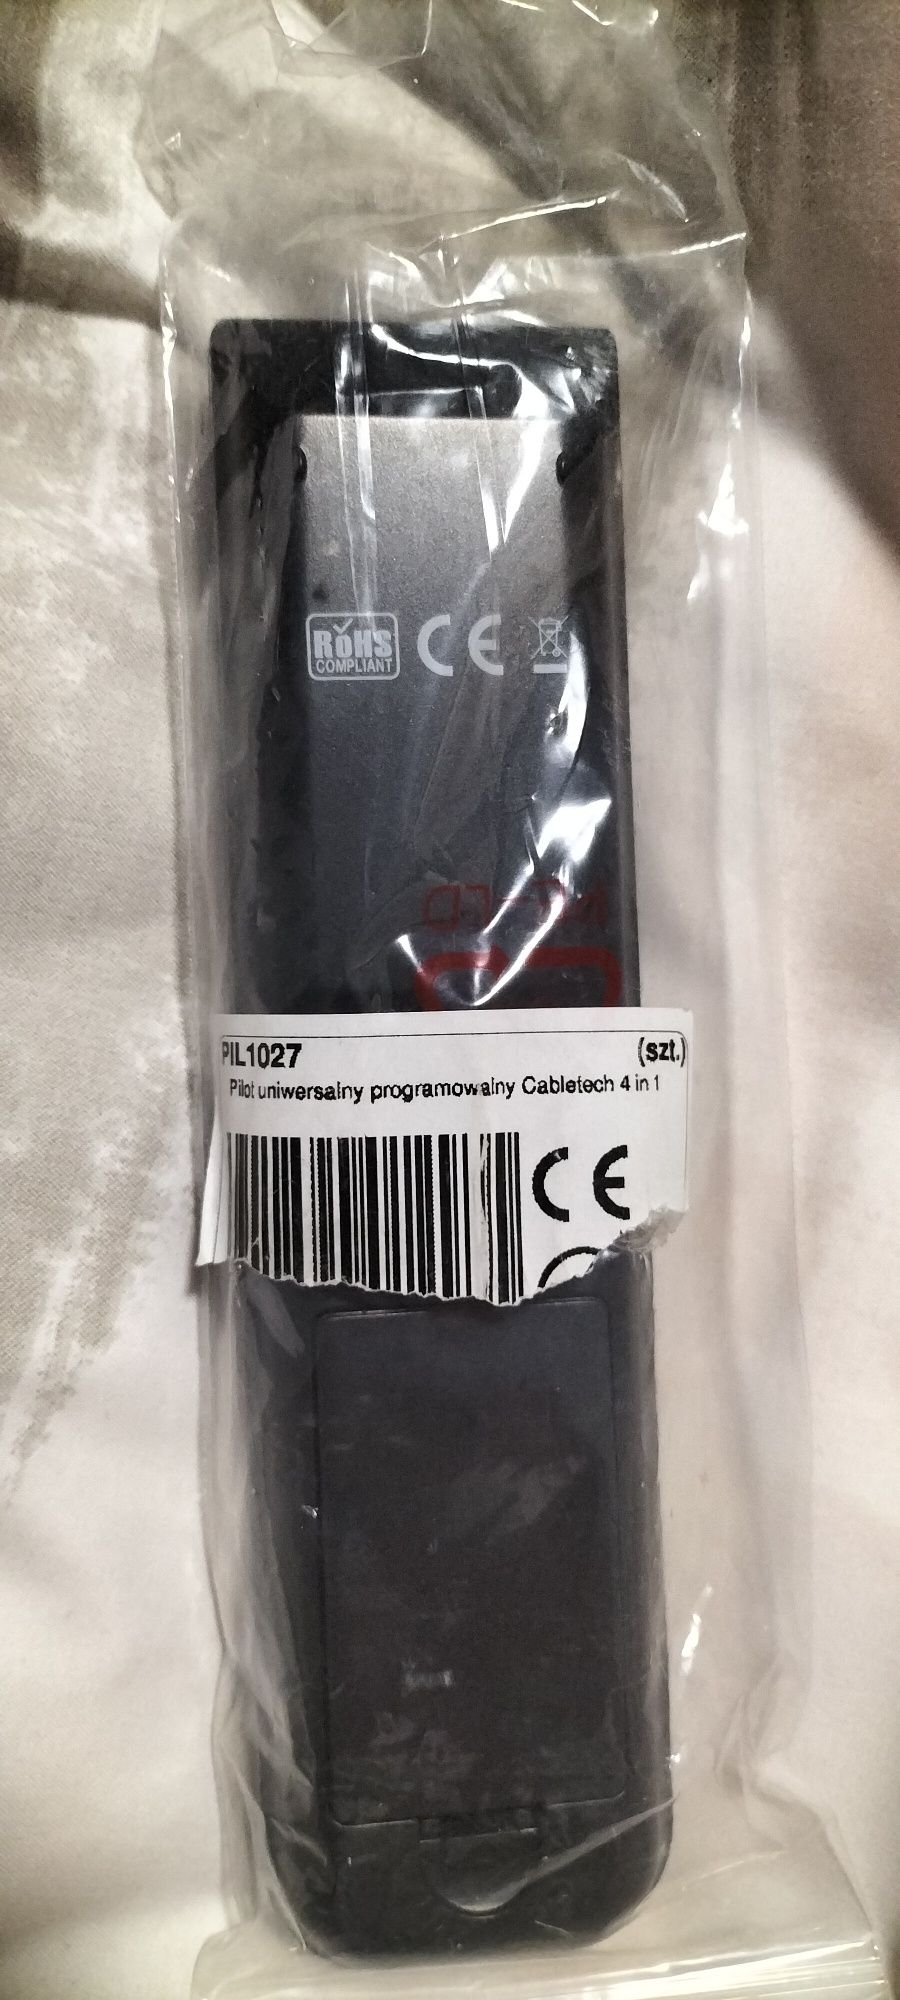 RoHS
COMPLIANT
CE
PIL1027 (szt.)
Pilot uniwersalny programowalny Cabletech 4 in 1
CE